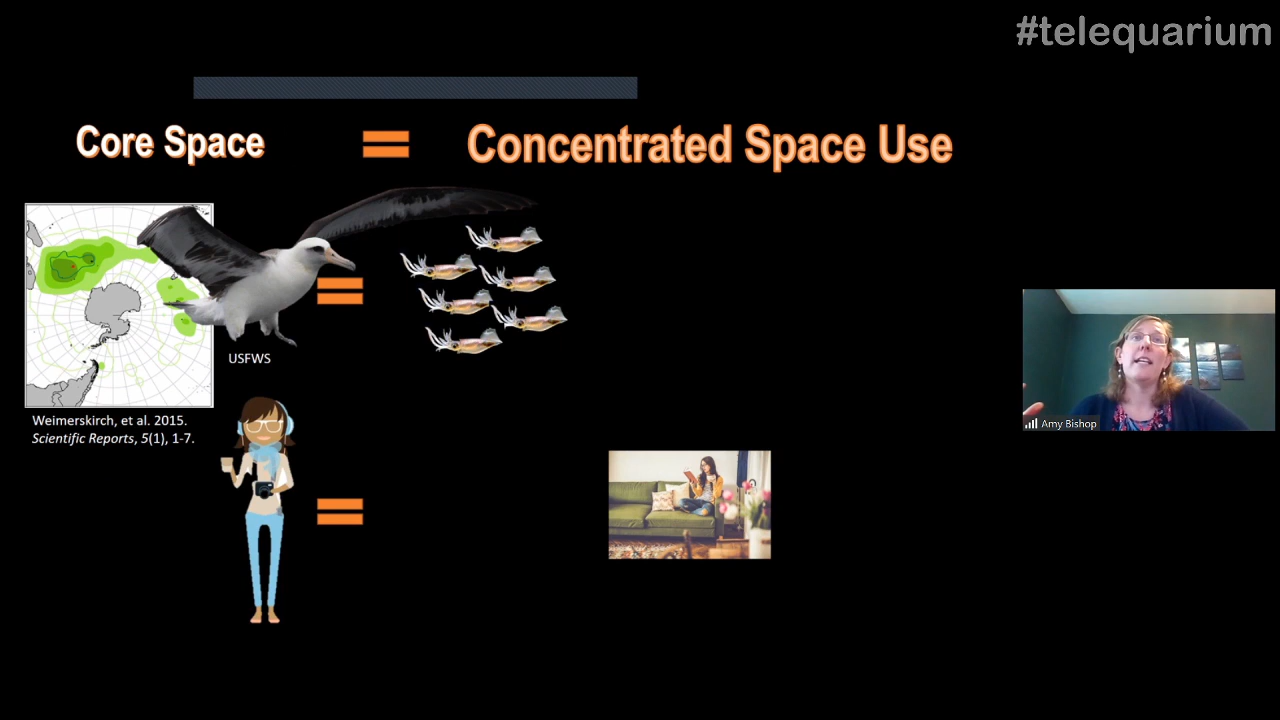 #telequarium
Core Space = Concentrated Space Use
=
USFWS
Weimerskirch, et al. 2015.
Scientific Reports, 5(1), 1-7.
Amy Bishop
=